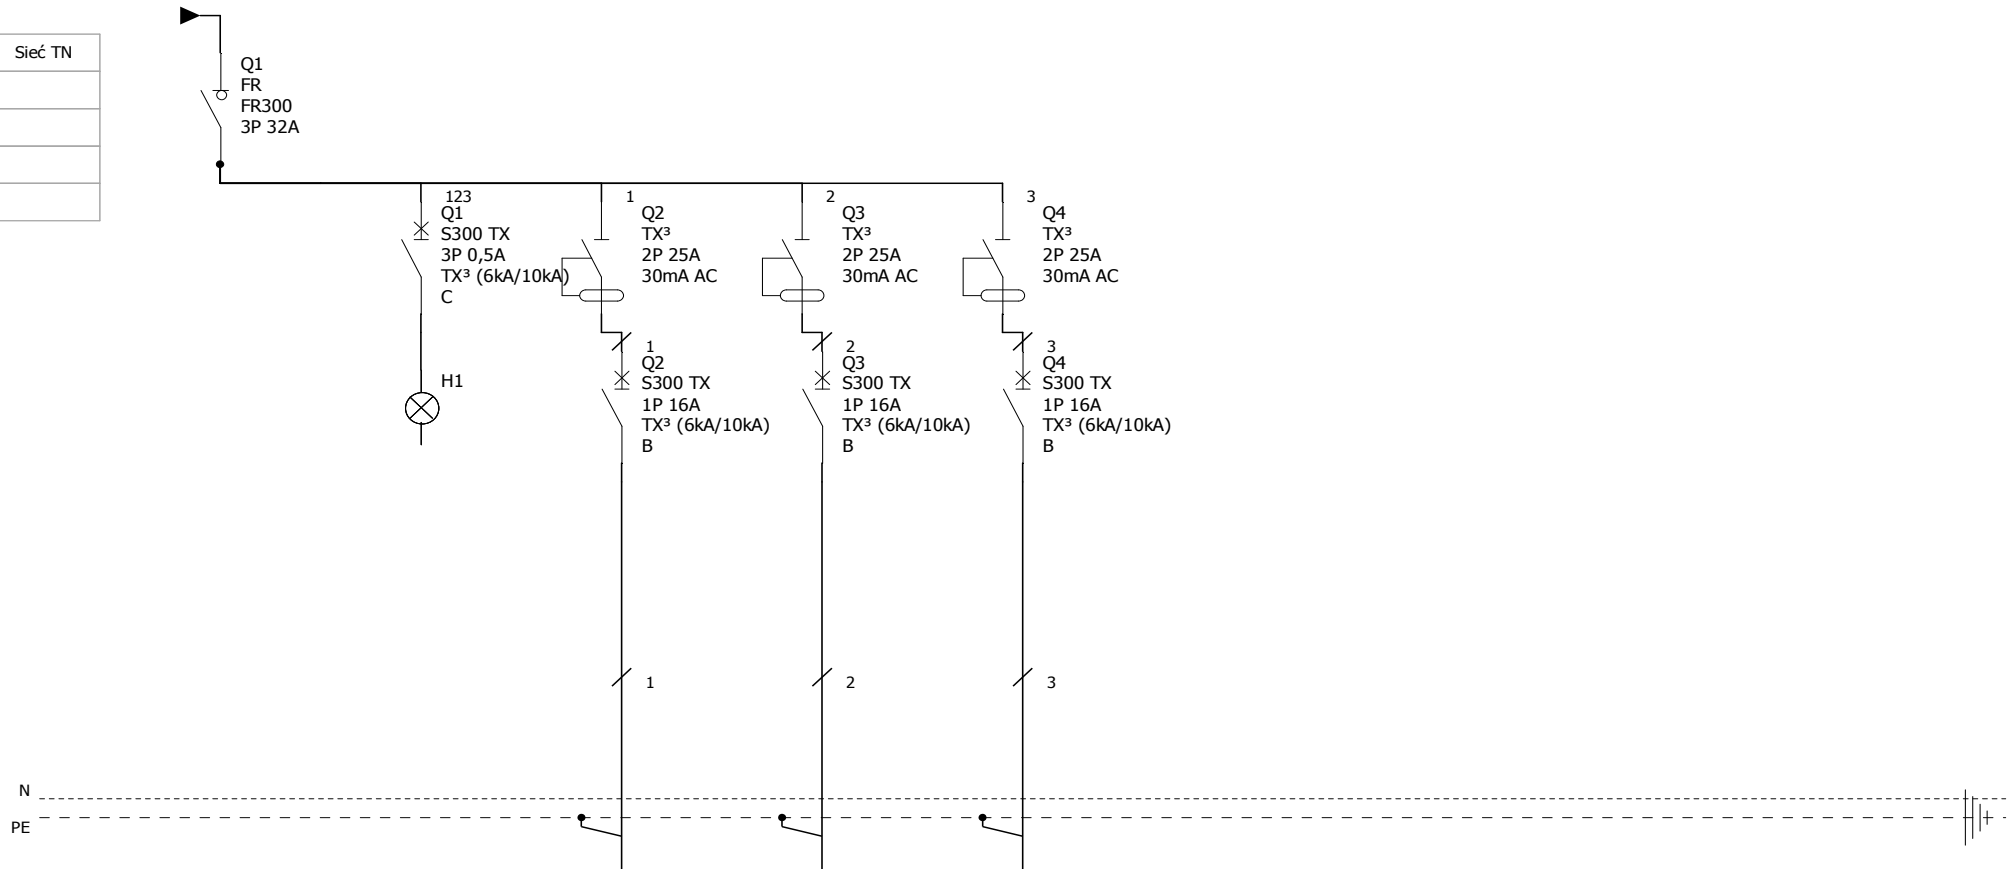 Sieć TN
Q1
FR
FR300
3P 32A
123
Q1
S300 TX
3P 0,5A
TX³ (6kA/10kA)
C
H1
1
Q2
TX³
2P 25A
30mA AC
2
Q3
TX³
2P 25A
30mA AC
3
Q4
TX³
2P 25A
30mA AC
1
Q2
S300 TX
1P 16A
TX³ (6kA/10kA)
B
2
Q3
S300 TX
1P 16A
TX³ (6kA/10kA)
B
3
Q4
S300 TX
1P 16A
TX³ (6kA/10kA)
B
1
2
3
N
PE